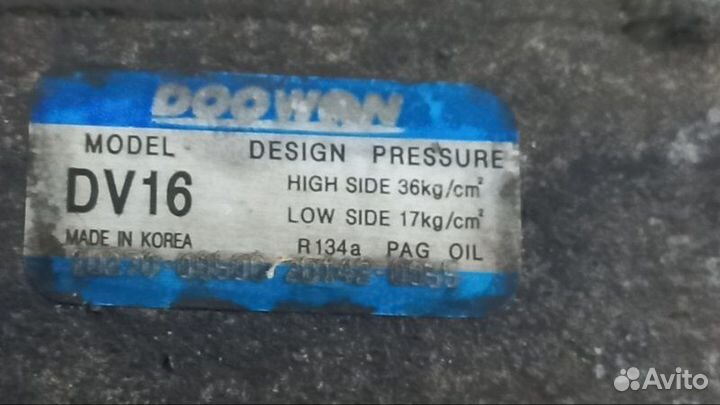 DOOWON
MODEL
DV16
MADE IN KOREA
DESIGN PRESSURE
HIGH SIDE 36kg/cm²
LOW SIDE 17kg/cm²
R134a PAG OIL
Avito